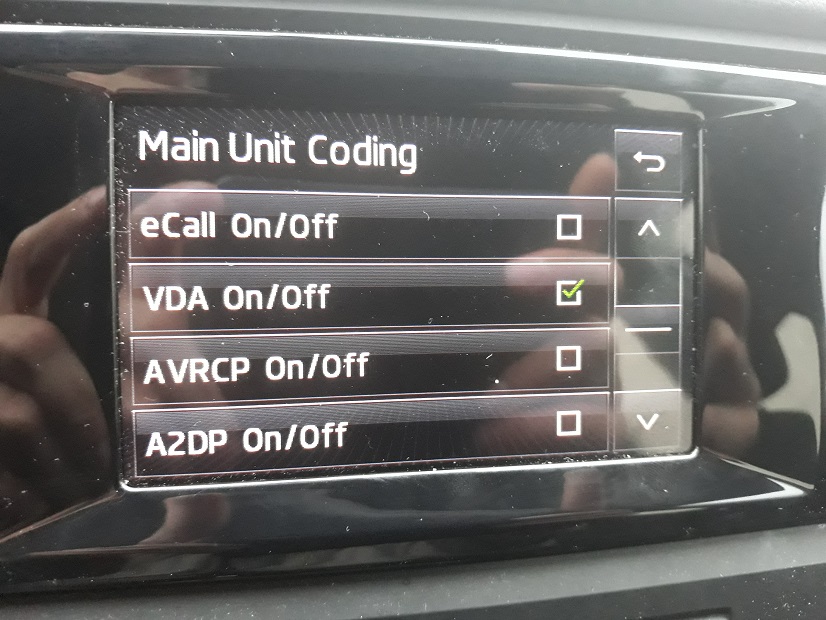 Main Unit Coding
eCall On/Off
VDA On/Off
AVRCP On/Off
A2DP On/Off